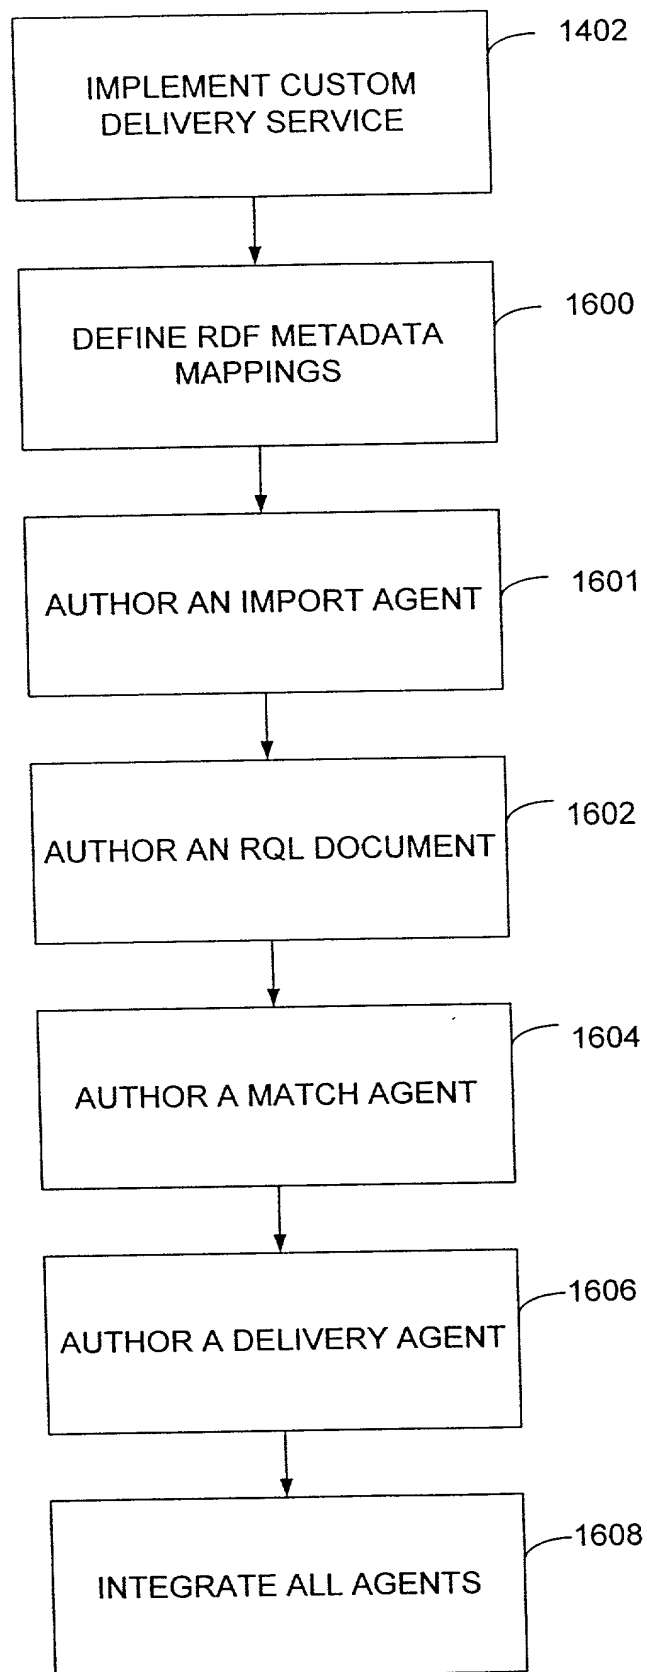 1402
IMPLEMENT CUSTOM
DELIVERY SERVICE
1600
DEFINE RDF METADATA
MAPPINGS
1601
AUTHOR AN IMPORT AGENT
1602
AUTHOR AN RQL DOCUMENT
1604
AUTHOR A MATCH AGENT
1606
AUTHOR A DELIVERY AGENT
1608
INTEGRATE ALL AGENTS